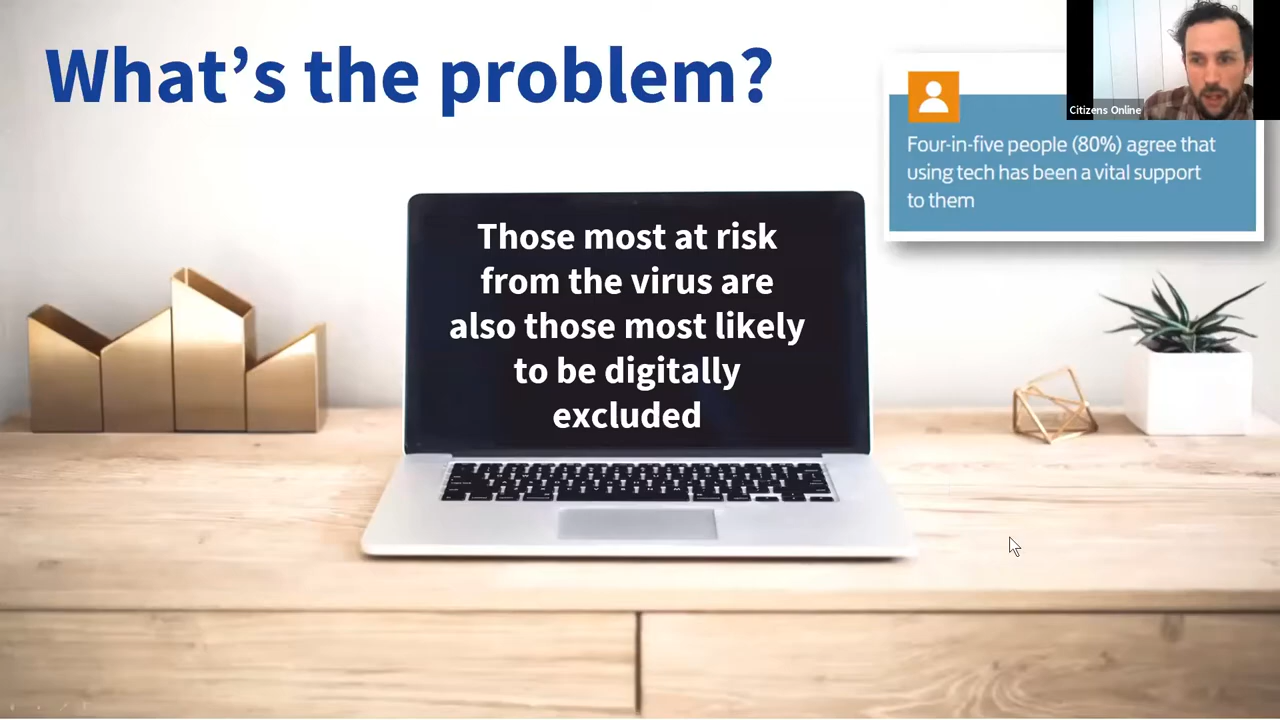 What’s the problem?
Citizens Online
Four-in-five people (80%) agree that
using tech has been a vital support
to them
Those most at risk
from the virus are
also those most likely
to be digitally
excluded